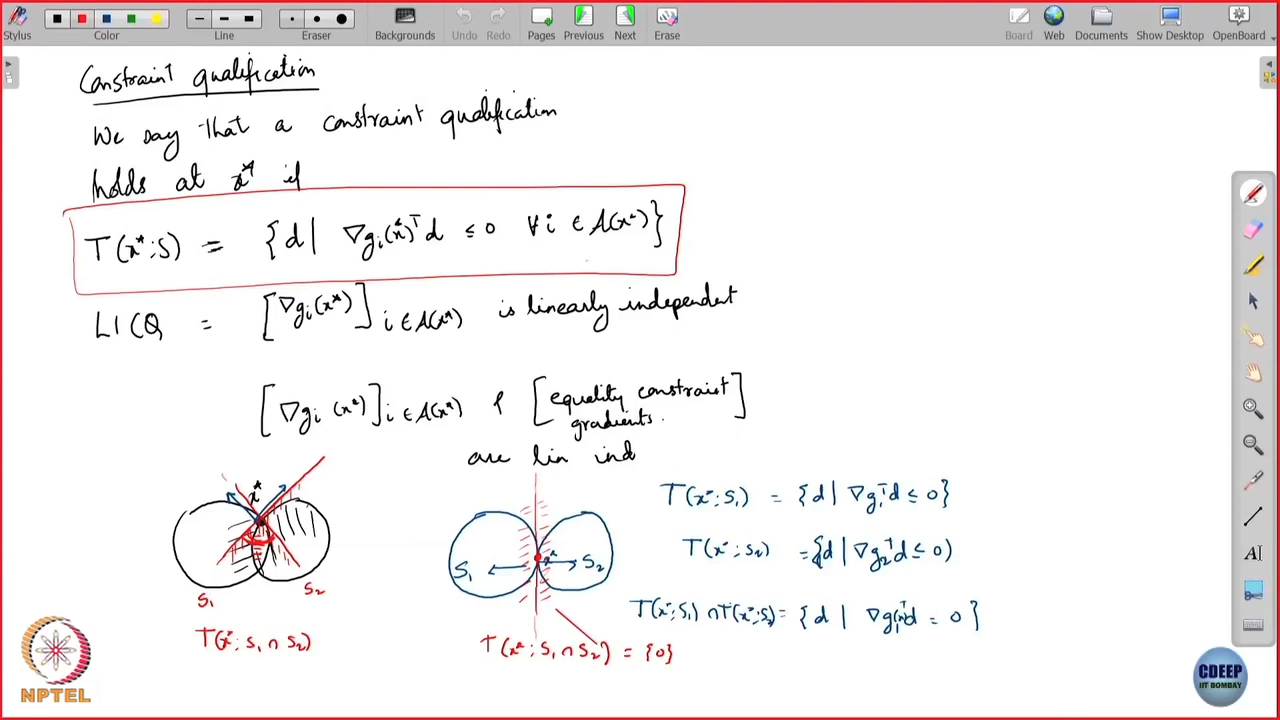 Stylus Color Line Eraser Backgrounds Undo Redo Pages Previous Next Erase Board Web Documents Show Desktop OpenBoard
Constraint qualification
We say that a constraint qualification
holds at x* if
T(x*;S) = {d | ∇gᵢ(x*)ᵀd ≤ 0 ∀i ∈ A(x*)}
LICQ = [∇gᵢ(x*)]ᵢ∈A(x*) is linearly independent
[∇gᵢ(x*)]ᵢ∈A(x*) & [equality constraint
gradients.]
are lin ind
x*
S₁
S₂
T(x*; S₁ ∩ S₂)
S₁
x*
S₂
T(x*; S₁ ∩ S₂) = {0}
T(x*; S₁) = {d | ∇g₁ᵀd ≤ 0}
T(x*; S₂) = {d | ∇g₂ᵀd ≤ 0}
T(x*; S₁) ∩ T(x*; S₂) = {d | ∇g₁(x*)ᵀd = 0}
NPTEL
CDEEP
IIT BOMBAY